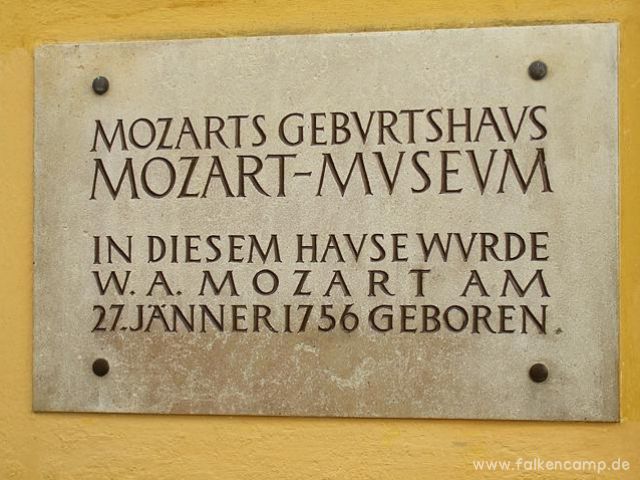 MOZARTS GEBVRTSHAVS
MOZART-MVSEVM
IN DIESEM HAVSE WVRDE
W. A. MOZART AM
27. JÄNNER 1756 GEBOREN.
www.falkencamp.de